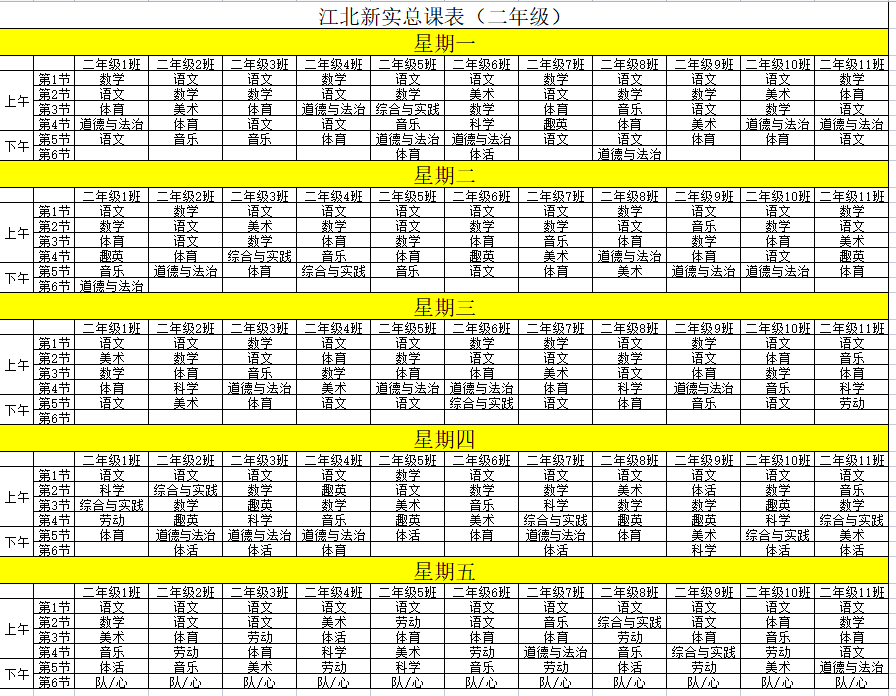 江北新实总课表（二年级）
星期一
二年级1班 二年级2班 二年级3班 二年级4班 二年级5班 二年级6班 二年级7班 二年级8班 二年级9班 二年级10班 二年级11班
上午 第1节 数学 语文 语文 数学 语文 语文 数学 语文 语文 语文 数学
第2节 语文 数学 数学 语文 数学 美术 语文 数学 数学 美术 体育
第3节 体育 美术 体育 道德与法治 综合与实践 数学 体育 音乐 语文 数学 语文
第4节 道德与法治 体育 语文 语文 音乐 科学 趣英 体育 美术 道德与法治 道德与法治
下午 第5节 语文 音乐 音乐 体育 道德与法治 道德与法治 语文 语文 体育 体育 语文
第6节 体育 体活 道德与法治
星期二
二年级1班 二年级2班 二年级3班 二年级4班 二年级5班 二年级6班 二年级7班 二年级8班 二年级9班 二年级10班 二年级11班
上午 第1节 语文 数学 语文 语文 语文 语文 语文 数学 语文 语文 数学
第2节 数学 语文 美术 数学 语文 数学 数学 语文 音乐 数学 语文
第3节 体育 语文 数学 体育 数学 体育 音乐 体育 数学 体育 美术
第4节 趣英 体育 综合与实践 音乐 体育 趣英 美术 道德与法治 体育 语文 趣英
下午 第5节 音乐 道德与法治 体育 综合与实践 音乐 语文 体育 美术 道德与法治 道德与法治 体育
第6节 道德与法治
星期三
二年级1班 二年级2班 二年级3班 二年级4班 二年级5班 二年级6班 二年级7班 二年级8班 二年级9班 二年级10班 二年级11班
上午 第1节 语文 语文 数学 语文 语文 数学 数学 语文 数学 语文 语文
第2节 美术 数学 语文 体育 数学 语文 语文 数学 语文 体育 音乐
第3节 数学 体育 音乐 数学 体育 体育 美术 语文 体育 数学 体育
第4节 体育 科学 道德与法治 美术 道德与法治 道德与法治 体育 科学 道德与法治 音乐 科学
下午 第5节 语文 美术 体育 语文 语文 综合与实践 语文 体育 音乐 语文 劳动
第6节
星期四
二年级1班 二年级2班 二年级3班 二年级4班 二年级5班 二年级6班 二年级7班 二年级8班 二年级9班 二年级10班 二年级11班
上午 第1节 语文 语文 语文 语文 数学 语文 语文 语文 语文 语文 语文
第2节 科学 综合与实践 数学 趣英 语文 数学 数学 美术 体活 数学 音乐
第3节 综合与实践 数学 趣英 数学 美术 音乐 科学 数学 数学 趣英 数学
第4节 劳动 趣英 科学 音乐 趣英 美术 综合与实践 趣英 趣英 科学 综合与实践
下午 第5节 体育 道德与法治 道德与法治 道德与法治 体活 体育 道德与法治 体育 美术 综合与实践 美术
第6节 体活 体活 体育 体活 科学 体活 体活
星期五
二年级1班 二年级2班 二年级3班 二年级4班 二年级5班 二年级6班 二年级7班 二年级8班 二年级9班 二年级10班 二年级11班
上午 第1节 语文 语文 语文 语文 语文 语文 语文 语文 语文 语文 语文
第2节 数学 语文 语文 美术 劳动 语文 音乐 综合与实践 语文 体育 数学
第3节 美术 体育 劳动 体活 体育 体育 体育 劳动 体育 音乐 体育
第4节 音乐 劳动 体育 科学 美术 劳动 道德与法治 音乐 综合与实践 劳动 语文
下午 第5节 体活 音乐 美术 劳动 科学 音乐 劳动 体活 劳动 美术 道德与法治
第6节 队/心 队/心 队/心 队/心 队/心 队/心 队/心 队/心 队/心 队/心 队/心